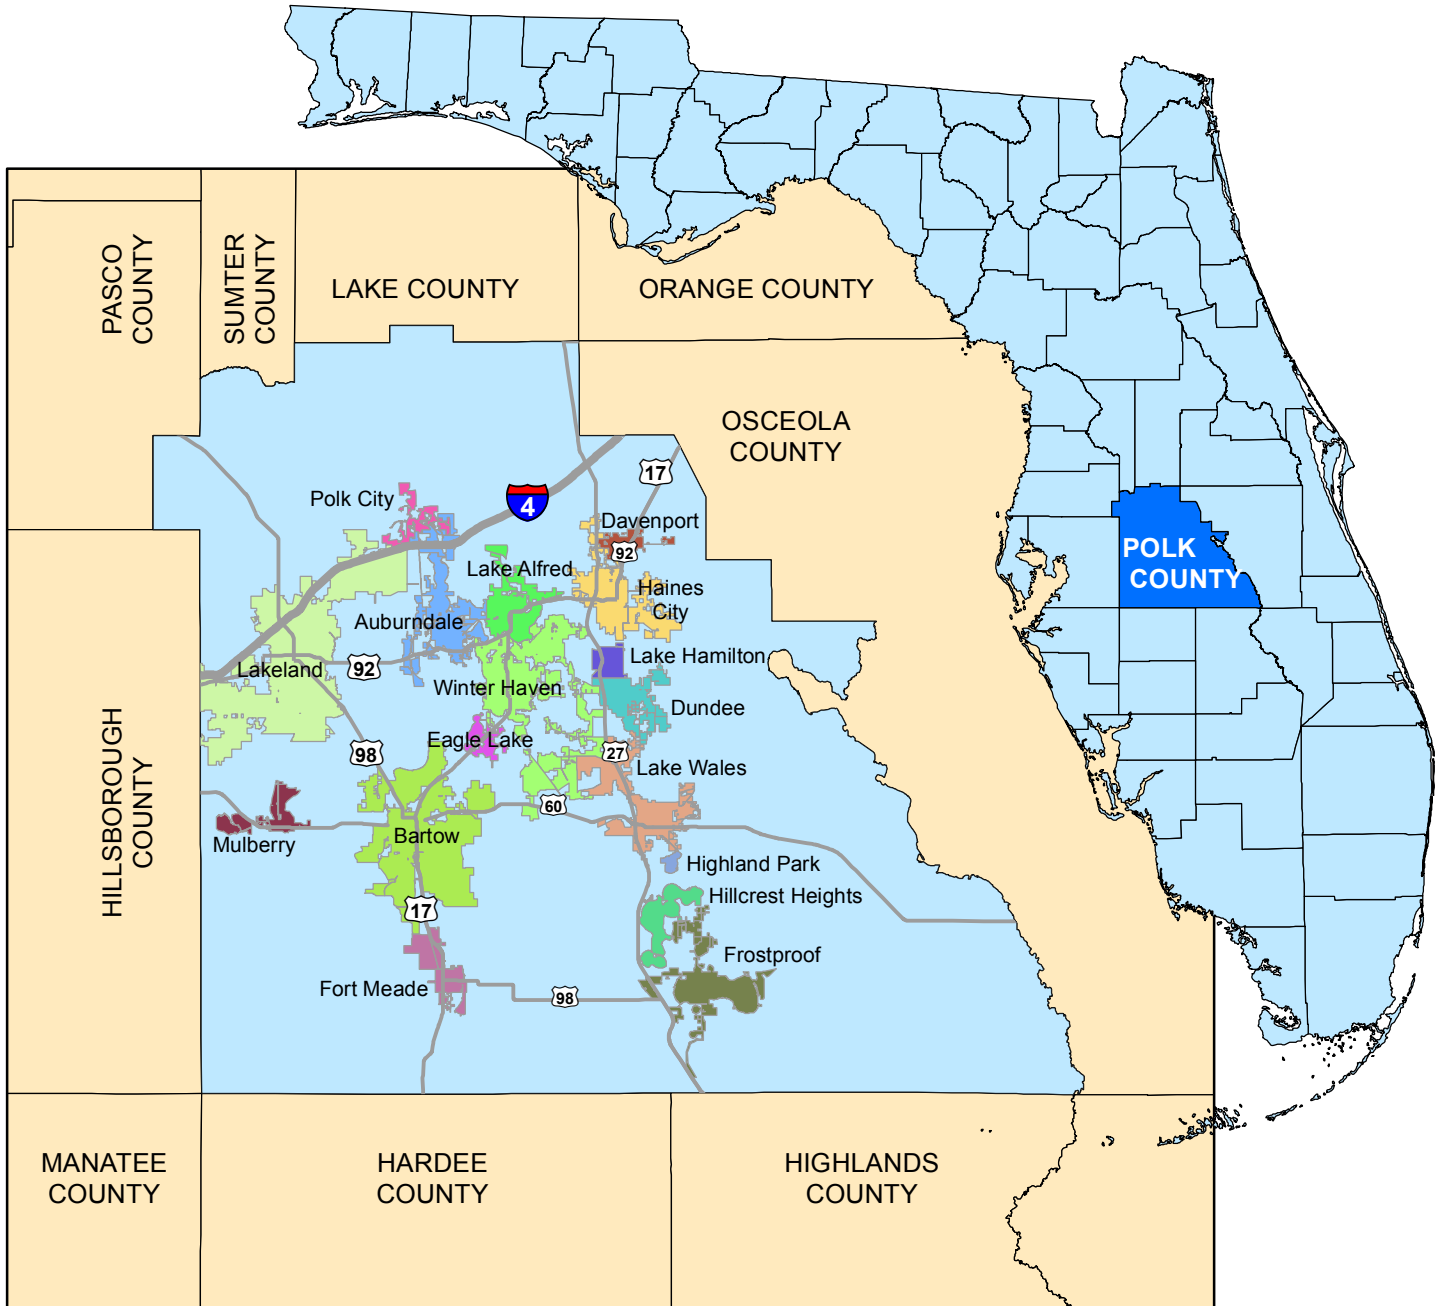 PASCO
COUNTY
SUMTER
COUNTY
LAKE COUNTY
ORANGE COUNTY
OSCEOLA
COUNTY
17
Polk City
4
Davenport
92
POLK
COUNTY
Lake Alfred
Haines
City
Auburndale
Lakeland
92
Lake Hamilton
Winter Haven
Dundee
Eagle Lake
98
27
Lake Wales
HILLSBOROUGH
COUNTY
60
Mulberry
Bartow
Highland Park
Hillcrest Heights
17
Frostproof
Fort Meade
98
MANATEE
COUNTY
HARDEE
COUNTY
HIGHLANDS
COUNTY